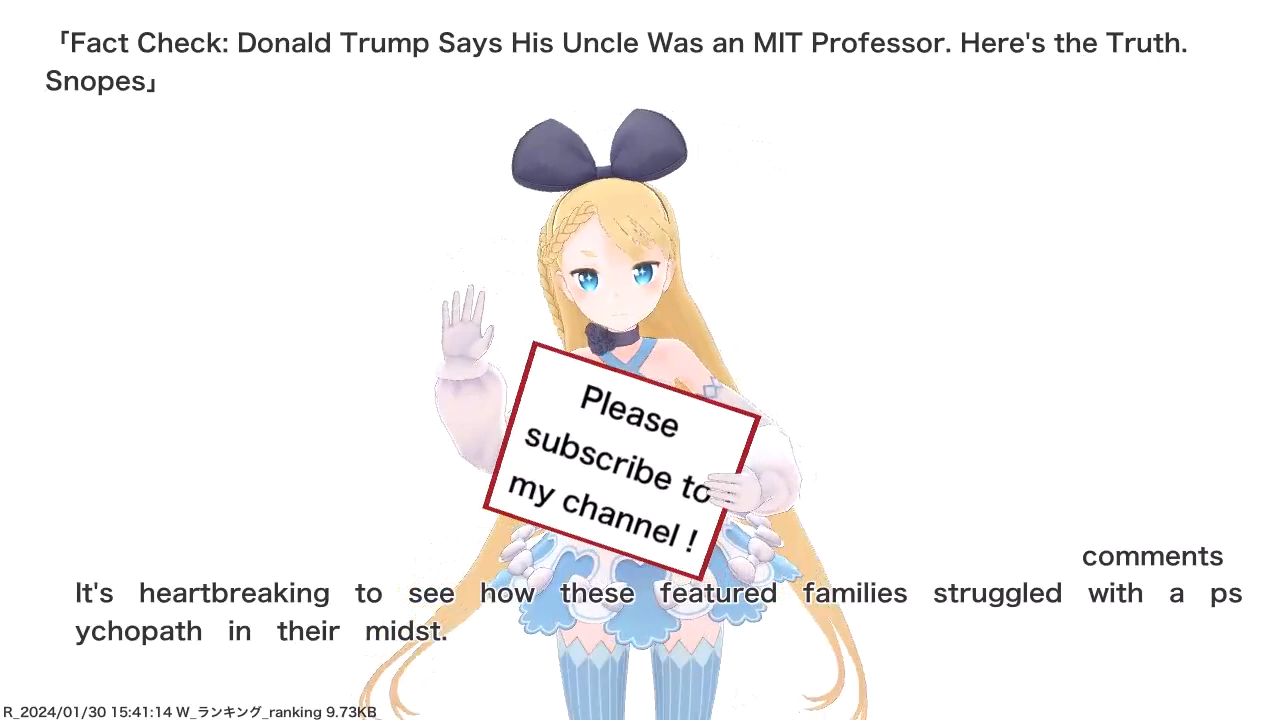 「Fact Check: Donald Trump Says His Uncle Was an MIT Professor. Here's the Truth.
Snopes」
Please
subscribe to
my channel !
comments
It's heartbreaking to see how these featured families struggled with a ps
ychopath in their midst.
R_2024/01/30 15:41:14 W_ランキング_ranking 9.73KB